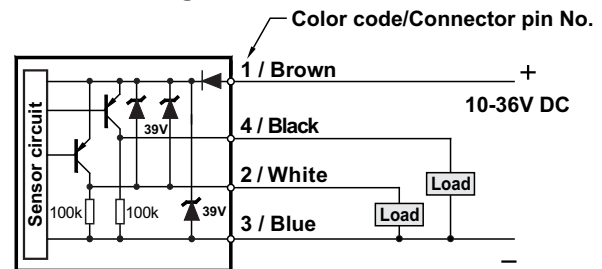 Color code/Connector pin No.
1 / Brown
+
10-36V DC
39V
4 / Black
Sensor circuit
2 / White
Load
100k
100k
39V
Load
3 / Blue
–